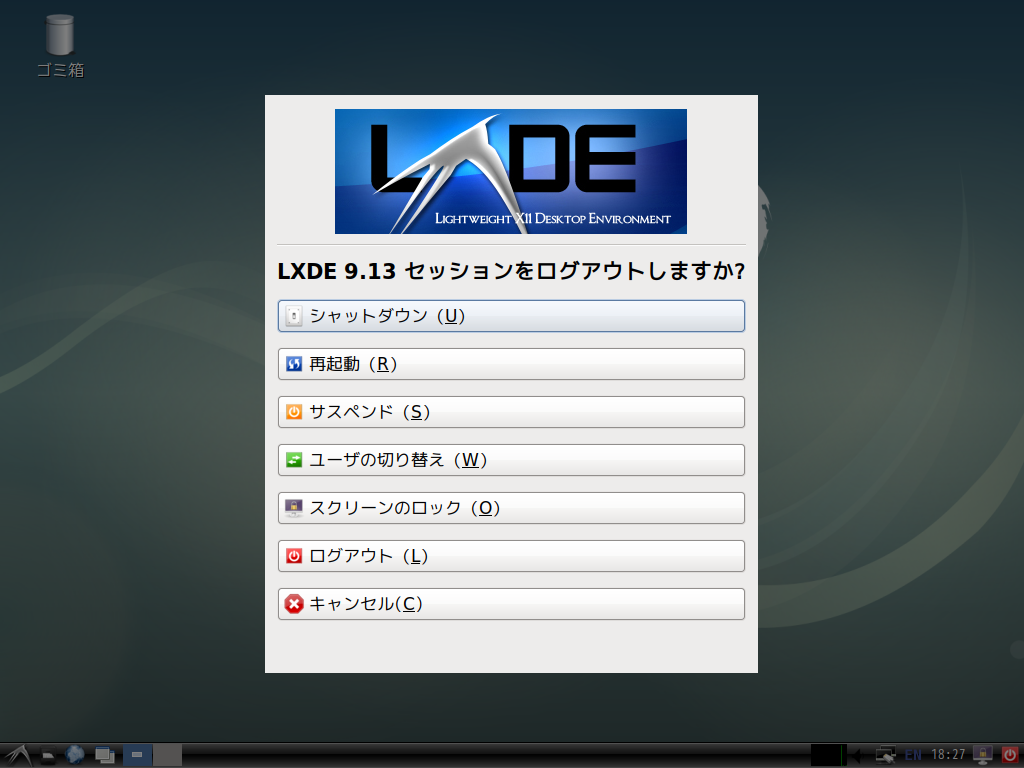 ゴミ箱
LXDE
LIGHTWEIGHT X11 DESKTOP ENVIRONMENT
LXDE 9.13 セッションをログアウトしますか?
シャットダウン（U）
再起動（R）
サスペンド（S）
ユーザの切り替え（W）
スクリーンのロック（O）
ログアウト（L）
キャンセル(C)
EN 18:27